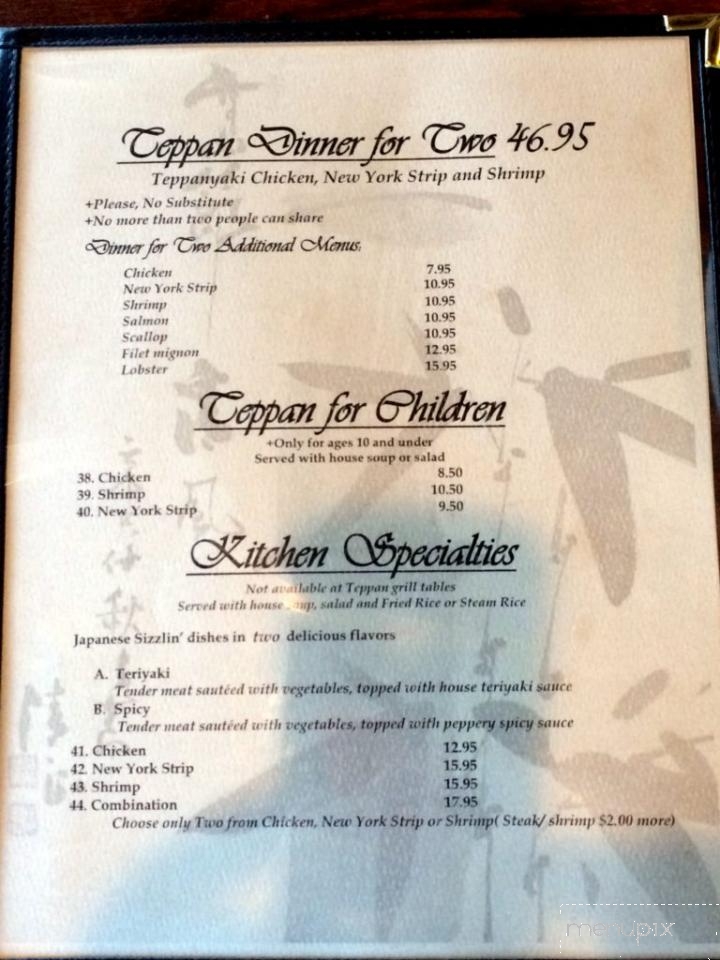 Teppan Dinner for Two 46.95
Teppanyaki Chicken, New York Strip and Shrimp
+Please, No Substitute
+No more than two people can share
Dinner for Two Additional Menus:
Chicken 7.95
New York Strip 10.95
Shrimp 10.95
Salmon 10.95
Scallop 10.95
Filet mignon 12.95
Lobster 15.95
Teppan for Children
+Only for ages 10 and under
Served with house soup or salad
38. Chicken 8.50
39. Shrimp 10.50
40. New York Strip 9.50
Kitchen Specialties
Not available at Teppan grill tables
Served with house soup, salad and Fried Rice or Steam Rice
Japanese Sizzlin' dishes in two delicious flavors
A. Teriyaki
Tender meat sautéed with vegetables, topped with house teriyaki sauce
B. Spicy
Tender meat sautéed with vegetables, topped with peppery spicy sauce
41. Chicken 12.95
42. New York Strip 15.95
43. Shrimp 15.95
44. Combination 17.95
Choose only Two from Chicken, New York Strip or Shrimp( Steak/ shrimp $2.00 more)
menupix